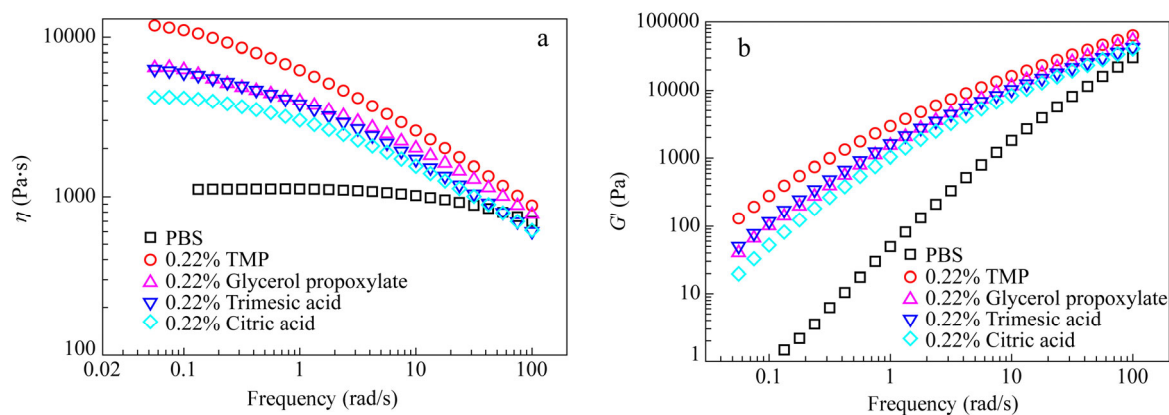 a
10000
1000
100
η (Pa·s)
PBS
0.22% TMP
0.22% Glycerol propoxylate
0.22% Trimesic acid
0.22% Citric acid
0.02 0.1 1 10 100
Frequency (rad/s)
b
100000
10000
1000
100
10
1
G' (Pa)
PBS
0.22% TMP
0.22% Glycerol propoxylate
0.22% Trimesic acid
0.22% Citric acid
0.1 1 10 100
Frequency (rad/s)